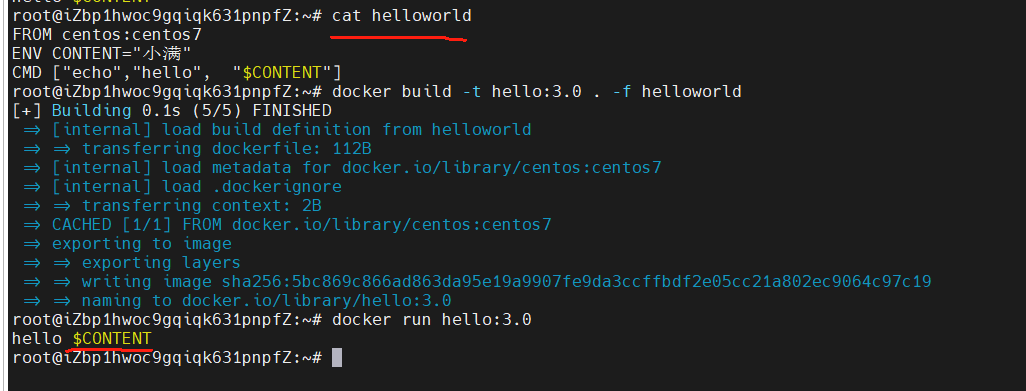 hello $CONTENT
root@iZbp1hwoc9gqiqk631pnpfZ:~# cat helloworld
FROM centos:centos7
ENV CONTENT="小满"
CMD ["echo","hello",  "$CONTENT"]
root@iZbp1hwoc9gqiqk631pnpfZ:~# docker build -t hello:3.0 . -f helloworld
[+] Building 0.1s (5/5) FINISHED
=> [internal] load build definition from helloworld
=> => transferring dockerfile: 112B
=> [internal] load metadata for docker.io/library/centos:centos7
=> [internal] load .dockerignore
=> => transferring context: 2B
=> CACHED [1/1] FROM docker.io/library/centos:centos7
=> exporting to image
=> => exporting layers
=> => writing image sha256:5bc869c866ad863da95e19a9907fe9da3ccffbdf2e05cc21a802ec9064c97c19
=> => naming to docker.io/library/hello:3.0
root@iZbp1hwoc9gqiqk631pnpfZ:~# docker run hello:3.0
hello $CONTENT
root@iZbp1hwoc9gqiqk631pnpfZ:~#